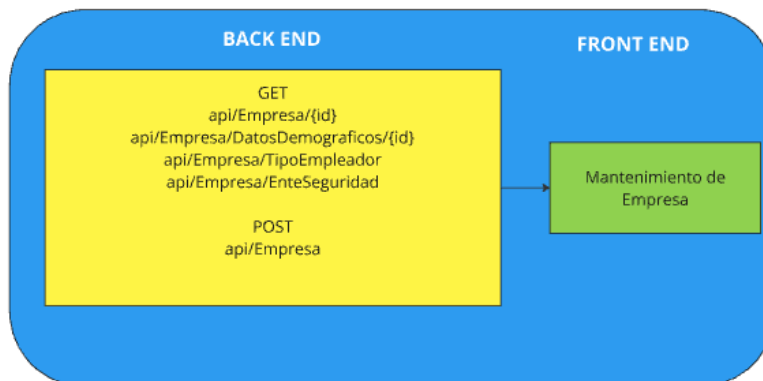 BACK END
FRONT END
GET
api/Empresa/{id}
api/Empresa/DatosDemograficos/{id}
api/Empresa/TipoEmpleador
api/Empresa/EnteSeguridad
POST
api/Empresa
Mantenimiento de
Empresa